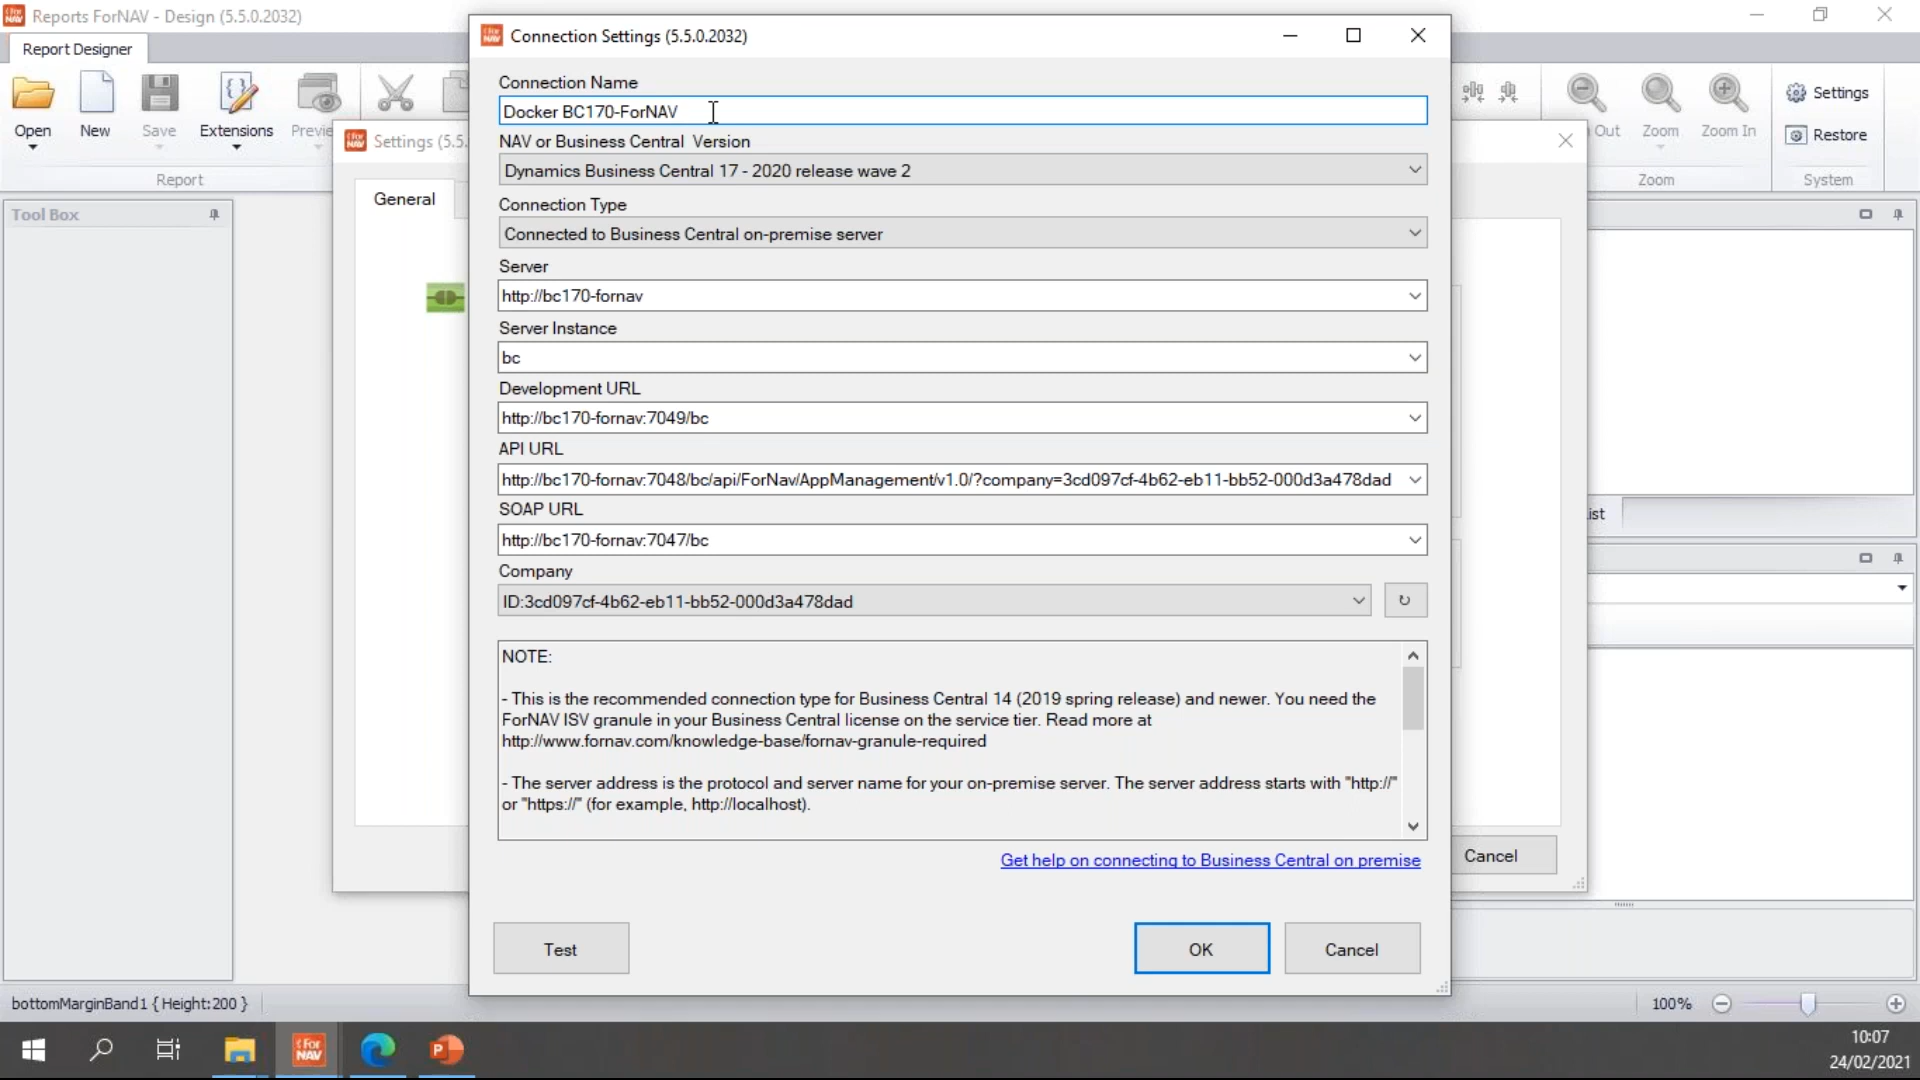 Reports ForNAV - Design (5.5.0.2032)
Report Designer
Open
New
Save
Extensions
Report
Out
Zoom
Zoom In
Zoom
Settings
Restore
System
Tool Box
Settings (5.5.
General
Cancel
Connection Settings (5.5.0.2032)
Connection Name
Docker BC170-ForNAV
NAV or Business Central Version
Dynamics Business Central 17 - 2020 release wave 2
Connection Type
Connected to Business Central on-premise server
Server
http://bc170-fornav
Server Instance
bc
Development URL
http://bc170-fornav:7049/bc
API URL
http://bc170-fornav:7048/bc/api/ForNav/AppManagement/v1.0/?company=3cd097cf-4b62-eb11-bb52-000d3a478dad
SOAP URL
http://bc170-fornav:7047/bc
Company
ID:3cd097cf-4b62-eb11-bb52-000d3a478dad
NOTE:
- This is the recommended connection type for Business Central 14 (2019 spring release) and newer. You need the
ForNAV ISV granule in your Business Central license on the service tier. Read more at
http://www.fornav.com/knowledge-base/fornav-granule-required
- The server address is the protocol and server name for your on-premise server. The server address starts with "http://"
or "https://" (for example, http://localhost).
Get help on connecting to Business Central on premise
Test
OK
Cancel
bottomMarginBand1 { Height:200 }
100%
For NAV
10:07
24/02/2021